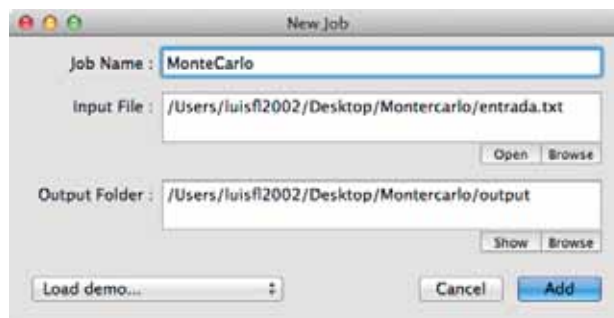 New Job
Job Name : MonteCarlo
Input File : /Users/luisfl2002/Desktop/Montercarlo/entrada.txt
Open Browse
Output Folder : /Users/luisfl2002/Desktop/Montercarlo/output
Show Browse
Load demo... Cancel Add